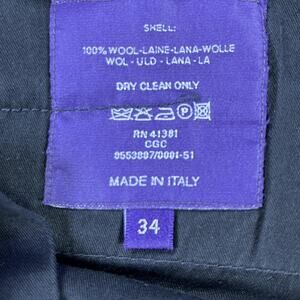 SHELL:
100% WOOL-LAINE-LANA-WOLLE
WOL - ULD - LANA - LA
DRY CLEAN ONLY
P
RN 41381
CGC
9553897/0001-51
MADE IN ITALY
34